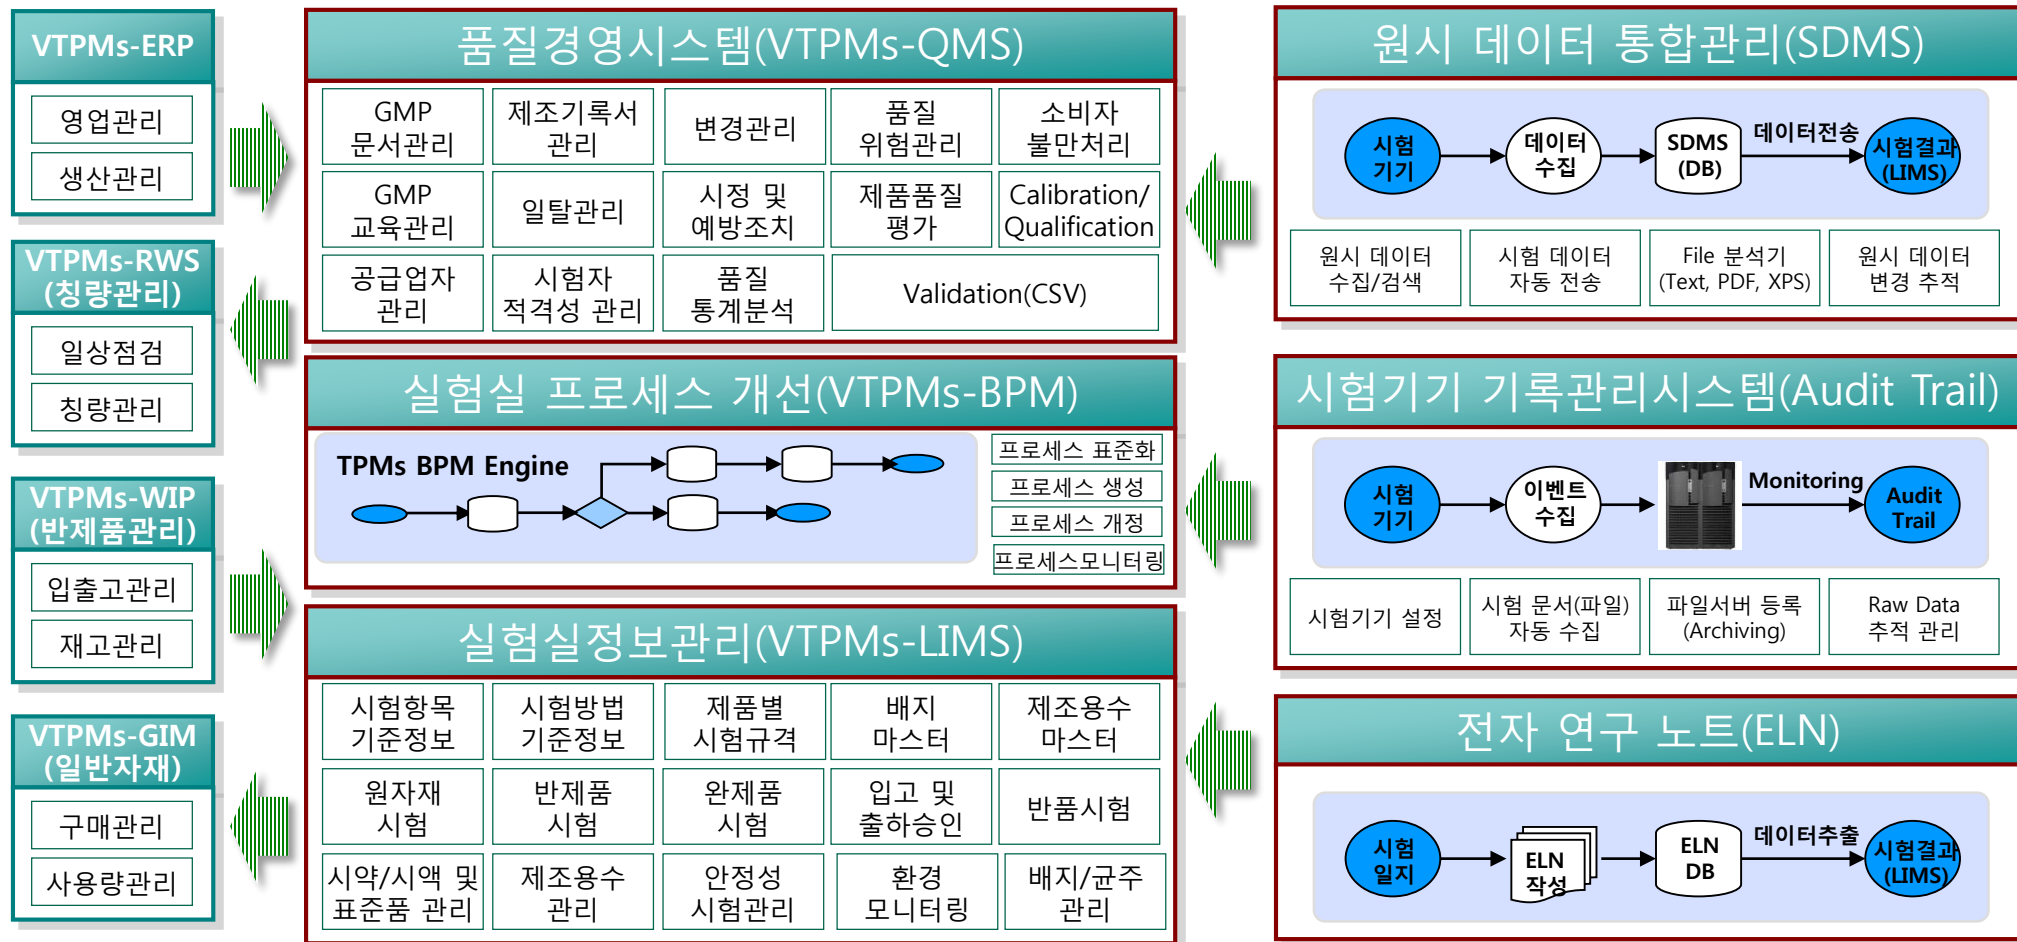 VTPMs-ERP
영업관리
생산관리
VTPMs-RWS
(칭량관리)
일상점검
칭량관리
VTPMs-WIP
(반제품관리)
입출고관리
재고관리
VTPMs-GIM
(일반자재)
구매관리
사용량관리
품질경영시스템(VTPMs-QMS)
GMP
문서관리
제조기록서
관리
변경관리
품질
위험관리
소비자
불만처리
GMP
교육관리
일탈관리
시정 및
예방조치
제품품질
평가
Calibration/
Qualification
공급업자
관리
시험자
적격성 관리
품질
통계분석
Validation(CSV)
실험실 프로세스 개선(VTPMs-BPM)
TPMs BPM Engine
프로세스 표준화
프로세스 생성
프로세스 개정
프로세스모니터링
실험실정보관리(VTPMs-LIMS)
시험항목
기준정보
시험방법
기준정보
제품별
시험규격
배지
마스터
제조용수
마스터
원자재
시험
반제품
시험
완제품
시험
입고 및
출하승인
반품시험
시약/시액 및
표준품 관리
제조용수
관리
안정성
시험관리
환경
모니터링
배지/균주
관리
원시 데이터 통합관리(SDMS)
시험
기기
데이터
수집
SDMS
(DB)
데이터전송
시험결과
(LIMS)
원시 데이터
수집/검색
시험 데이터
자동 전송
File 분석기
(Text, PDF, XPS)
원시 데이터
변경 추적
시험기기 기록관리시스템(Audit Trail)
시험
기기
이벤트
수집
Monitoring
Audit
Trail
시험기기 설정
시험 문서(파일)
자동 수집
파일서버 등록
(Archiving)
Raw Data
추적 관리
전자 연구 노트(ELN)
시험
일지
ELN
작성
ELN
DB
데이터추출
시험결과
(LIMS)